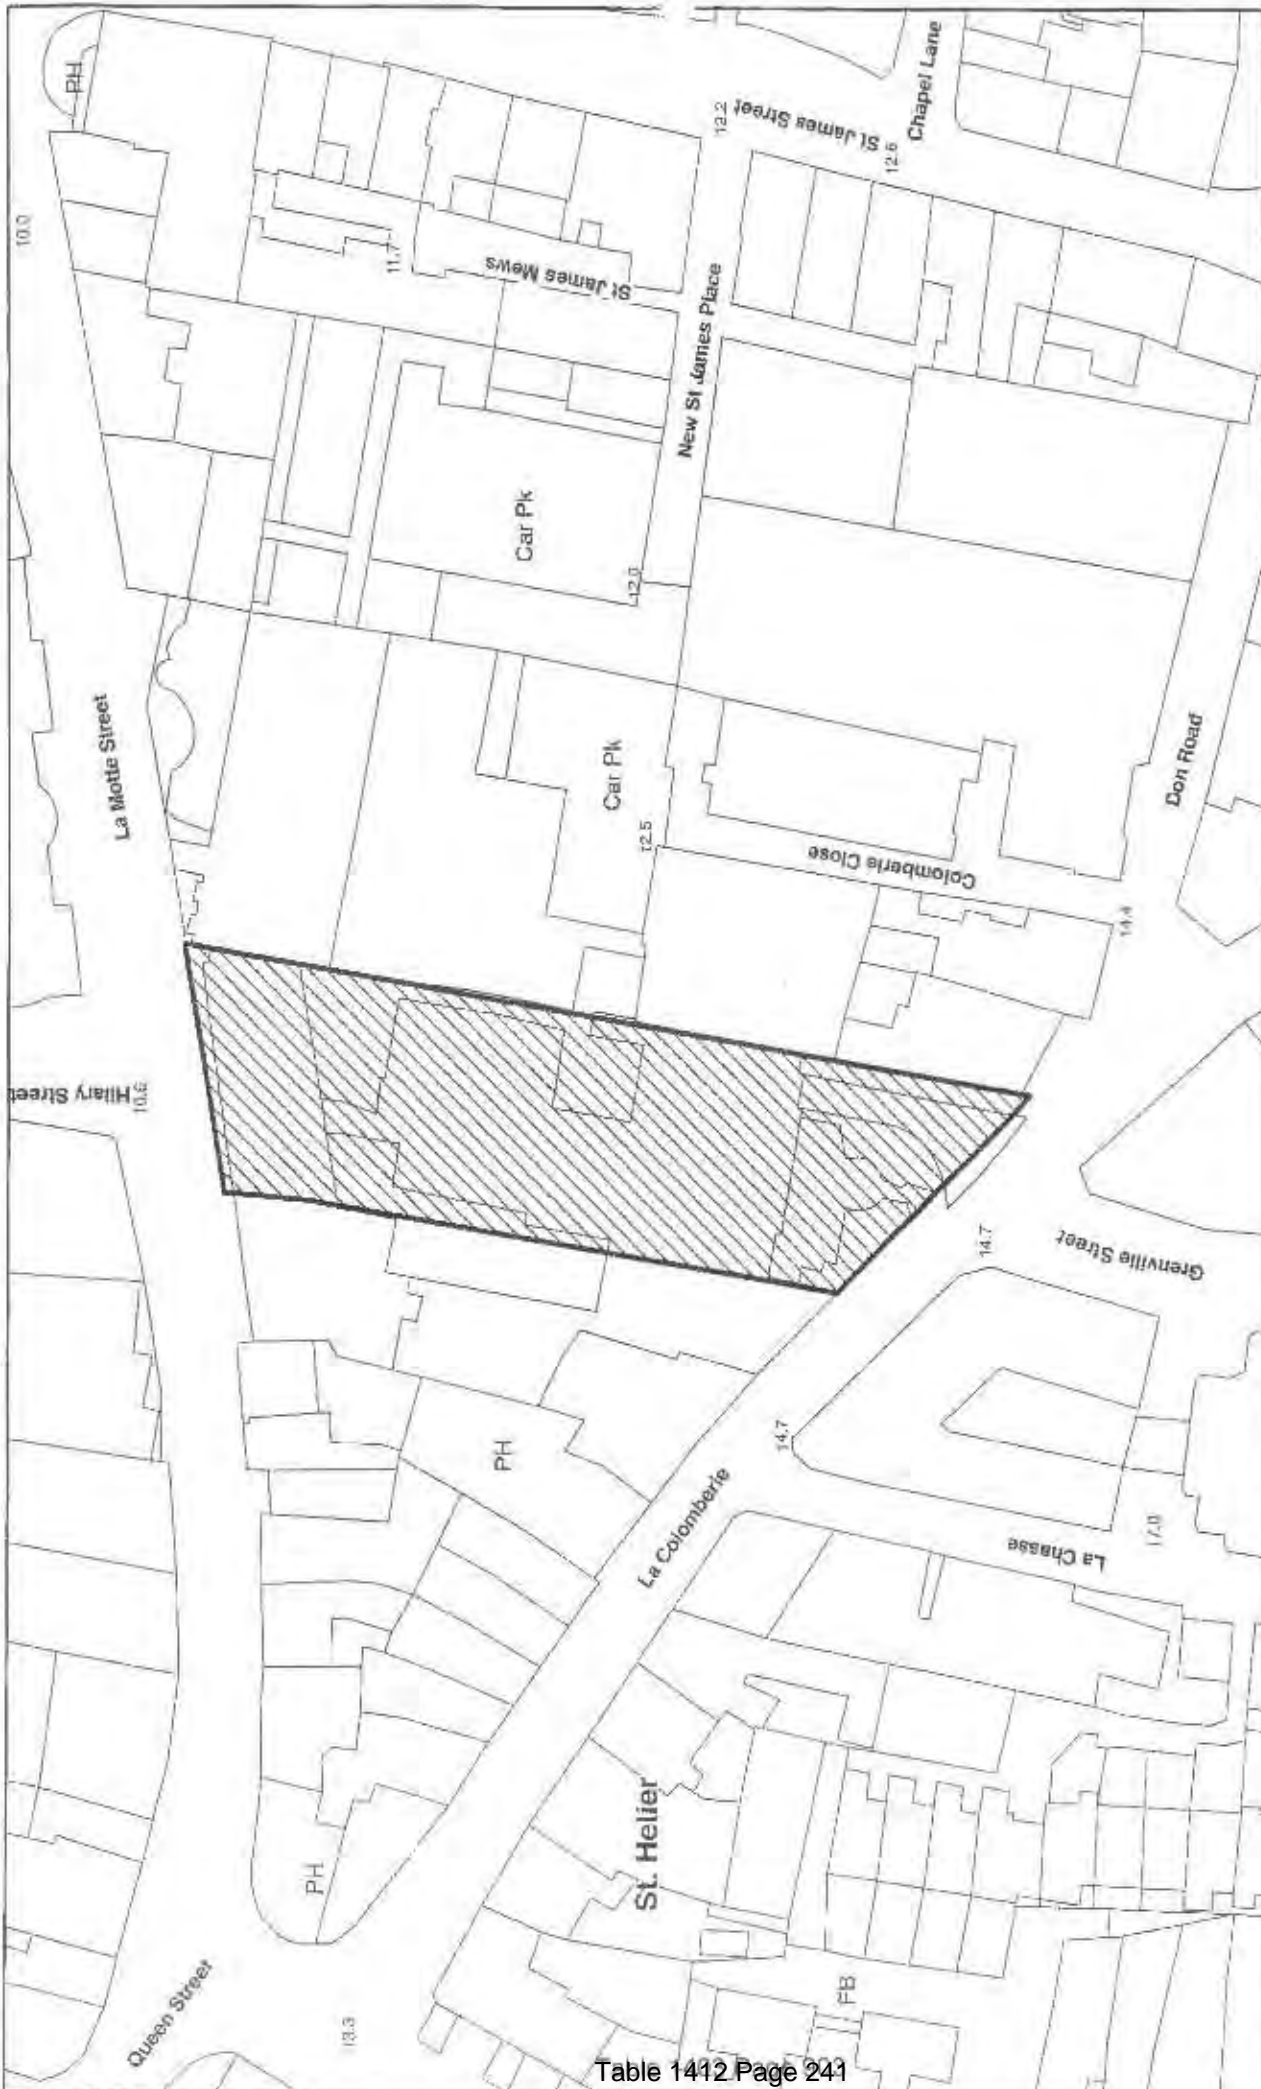 PH
10.0
Chapel Lane
St James Street
13.2
12.6
11.7
St James Mews
New St James Place
Car Pk
12.0
La Motte Street
Car Pk
12.5
Don Road
Colomberie Close
14.4
Hilary Street
10.6
14.7
Grenville Street
14.7
PH
La Colomberie
La Chasse
17.0
St. Helier
PH
Queen Street
13.3
FB
Table 1412 Page 241